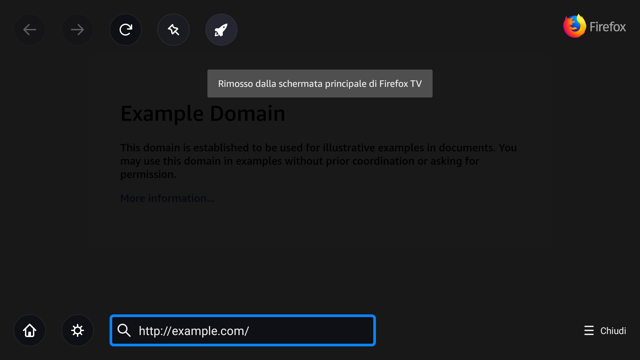 Firefox
Rimosso dalla schermata principale di Firefox TV
Example Domain
This domain is established to be used for illustrative examples in documents. You
may use this domain in examples without prior coordination or asking for
permission.
More information...
http://example.com/
Chiudi